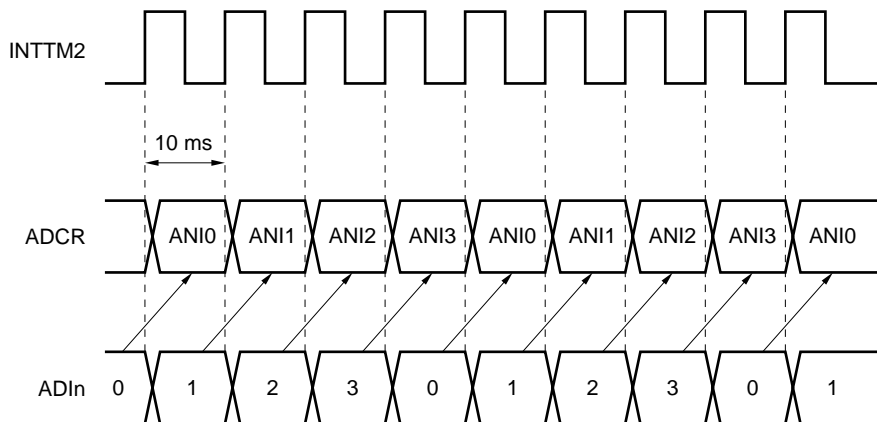 INTTM2
10 ms
ADCR ANI0 ANI1 ANI2 ANI3 ANI0 ANI1 ANI2 ANI3 ANI0
ADIn 0 1 2 3 0 1 2 3 0 1